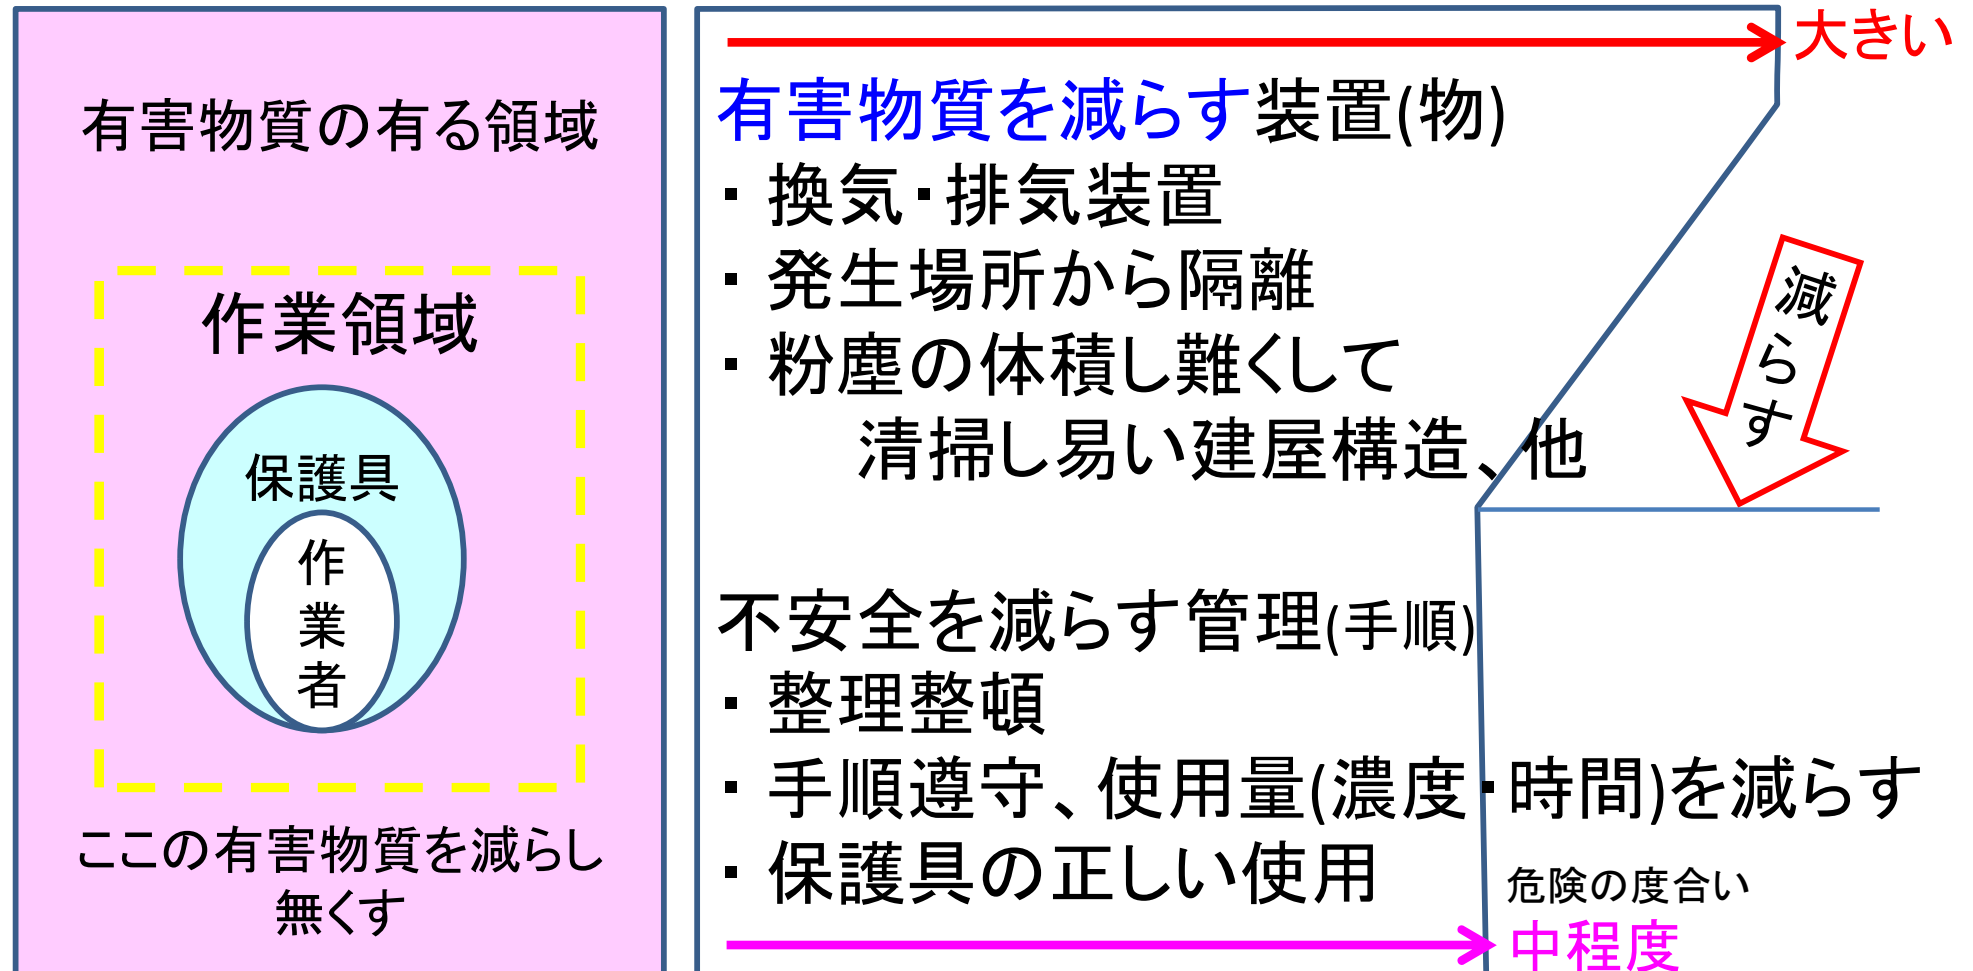 有害物質の有る領域
作業領域
保護具
作業者
ここの有害物質を減らし
無くす
大きい
有害物質を減らす装置(物)
・換気・排気装置
・発生場所から隔離
・粉塵の体積し難くして
清掃し易い建屋構造、他
減らす
不安全を減らす管理(手順)
・整理整頓
・手順遵守、使用量(濃度・時間)を減らす
・保護具の正しい使用
危険の度合い
中程度